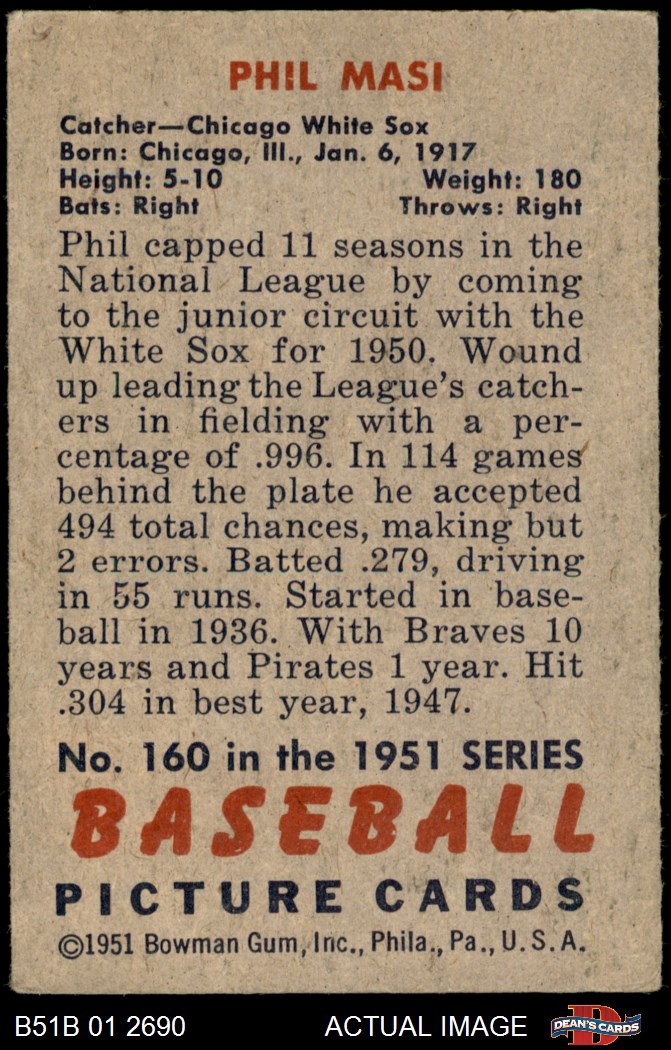 PHIL MASI
Catcher—Chicago White Sox
Born: Chicago, Ill., Jan. 6, 1917
Height: 5-10 Weight: 180
Bats: Right Throws: Right
Phil capped 11 seasons in the
National League by coming
to the junior circuit with the
White Sox for 1950. Wound
up leading the League's catch-
ers in fielding with a per-
centage of .996. In 114 games
behind the plate he accepted
494 total chances, making but
2 errors. Batted .279, driving
in 55 runs. Started in base-
ball in 1936. With Braves 10
years and Pirates 1 year. Hit
.304 in best year, 1947.
No. 160 in the 1951 SERIES
BASEBALL
PICTURE CARDS
©1951 Bowman Gum, Inc., Phila., Pa., U.S.A.
B51B 01 2690 ACTUAL IMAGE D DEAN'S CARDS